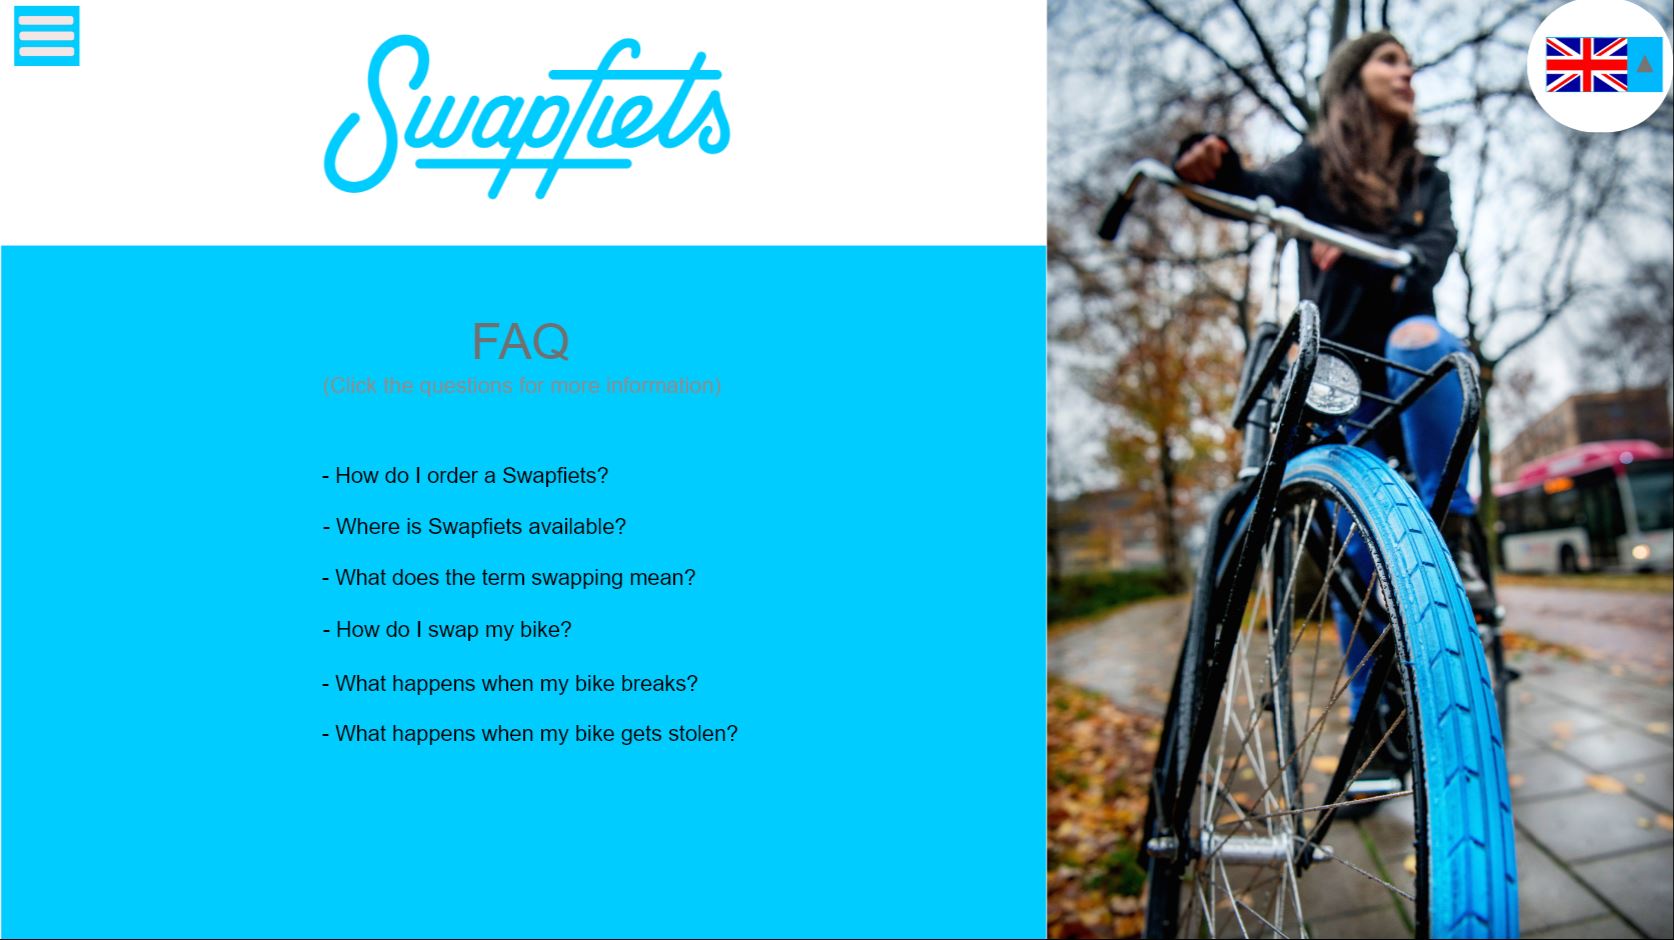 Swapfiets
FAQ
(Click the questions for more information)
- How do I order a Swapfiets?
- Where is Swapfiets available?
- What does the term swapping mean?
- How do I swap my bike?
- What happens when my bike breaks?
- What happens when my bike gets stolen?